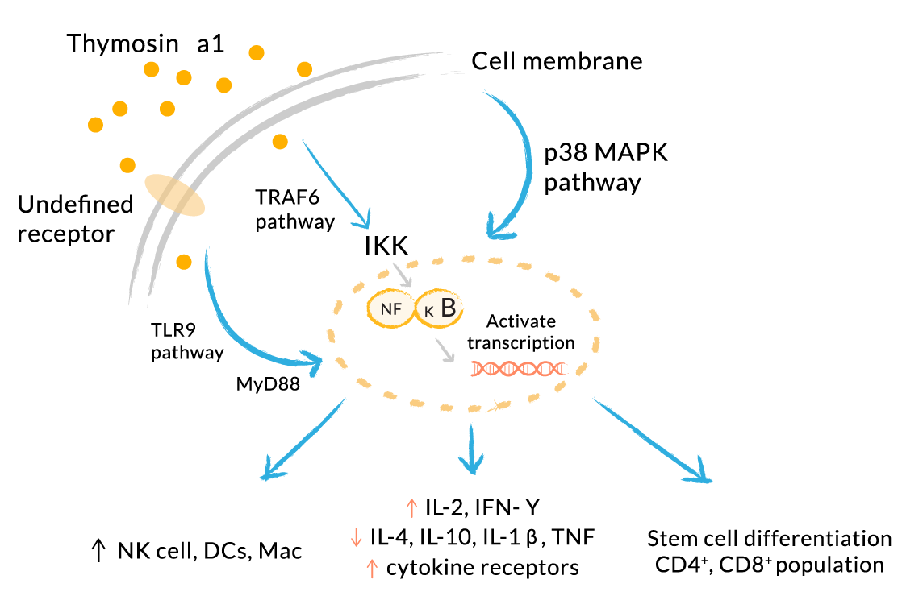 Thymosin a1
Cell membrane
p38 MAPK
pathway
Undefined
receptor
TRAF6
pathway
IKK
NF κ B
Activate
transcription
TLR9
pathway
MyD88
↑ NK cell, DCs, Mac
↑ IL-2, IFN- Y
↓ IL-4, IL-10, IL-1 β, TNF
↑ cytokine receptors
Stem cell differentiation
CD4⁺, CD8⁺ population